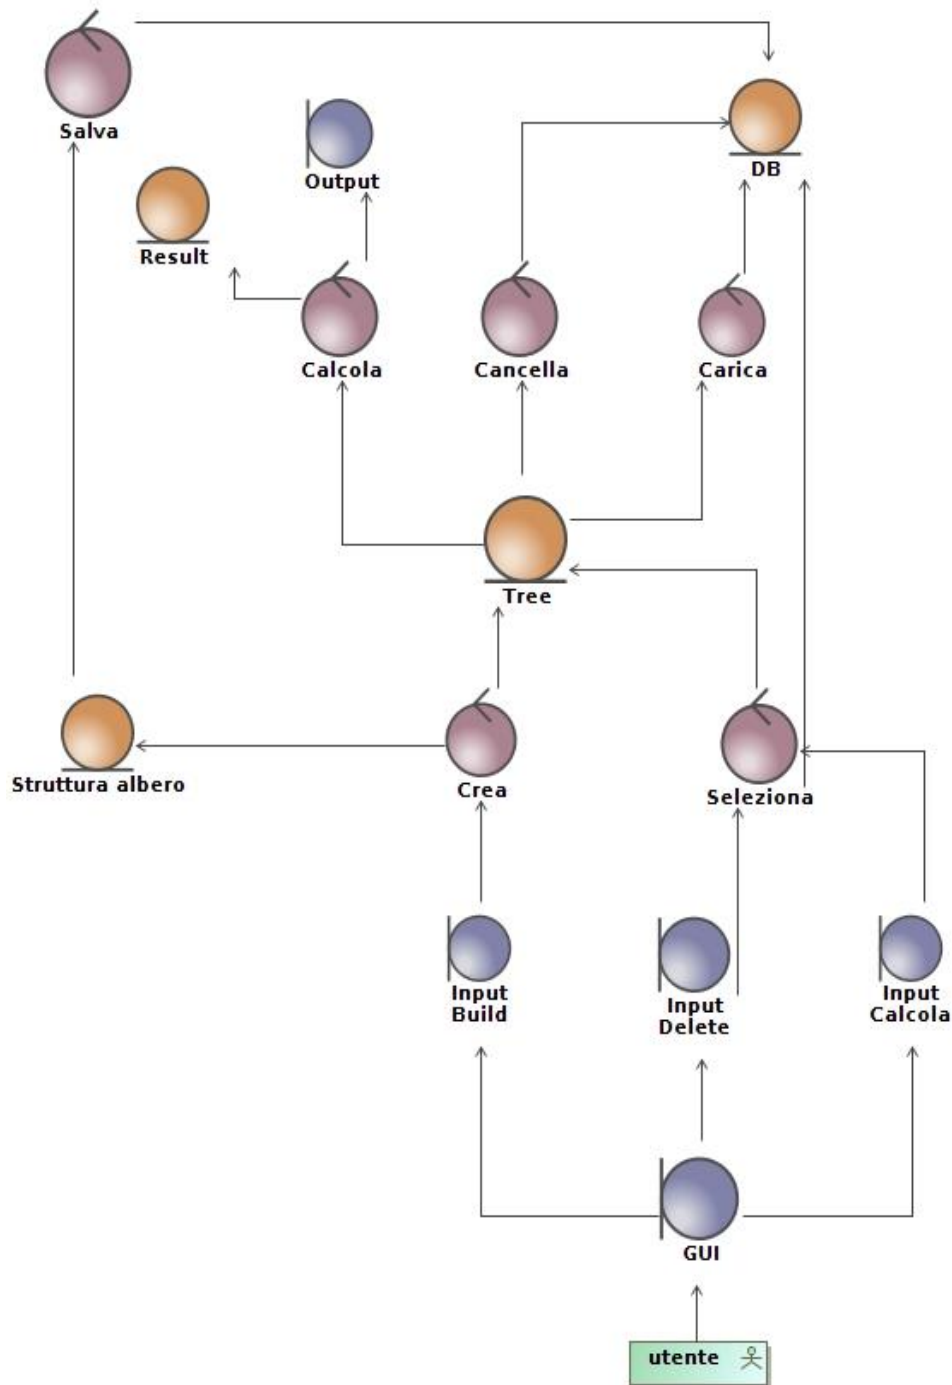 Salva
DB
Output
Result
Calcola
Cancella
Carica
Tree
Struttura albero
Crea
Seleziona
Input
Build
Input
Delete
Input
Calcola
GUI
utente